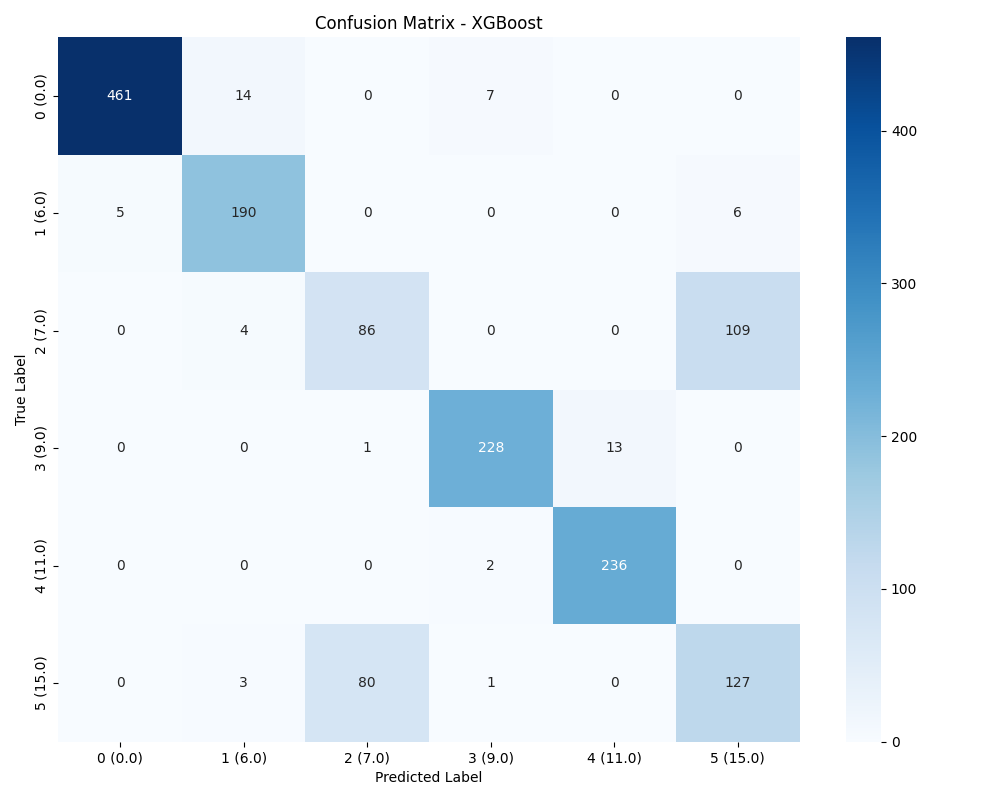 Confusion Matrix - XGBoost
0 (0.0) 461 14 0 7 0 0
1 (6.0) 5 190 0 0 0 6
2 (7.0) 0 4 86 0 0 109
3 (9.0) 0 0 1 228 13 0
4 (11.0) 0 0 0 2 236 0
5 (15.0) 0 3 80 1 0 127
0 (0.0) 1 (6.0) 2 (7.0) 3 (9.0) 4 (11.0) 5 (15.0)
Predicted Label
True Label
400
300
200
100
0